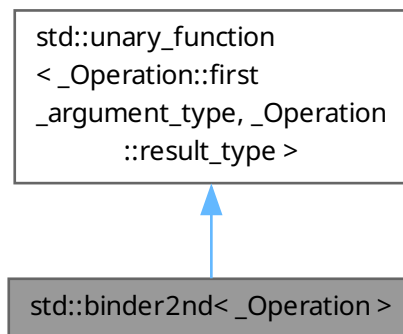 std::unary_function
< _Operation::first
_argument_type, _Operation
::result_type >
std::binder2nd< _Operation >